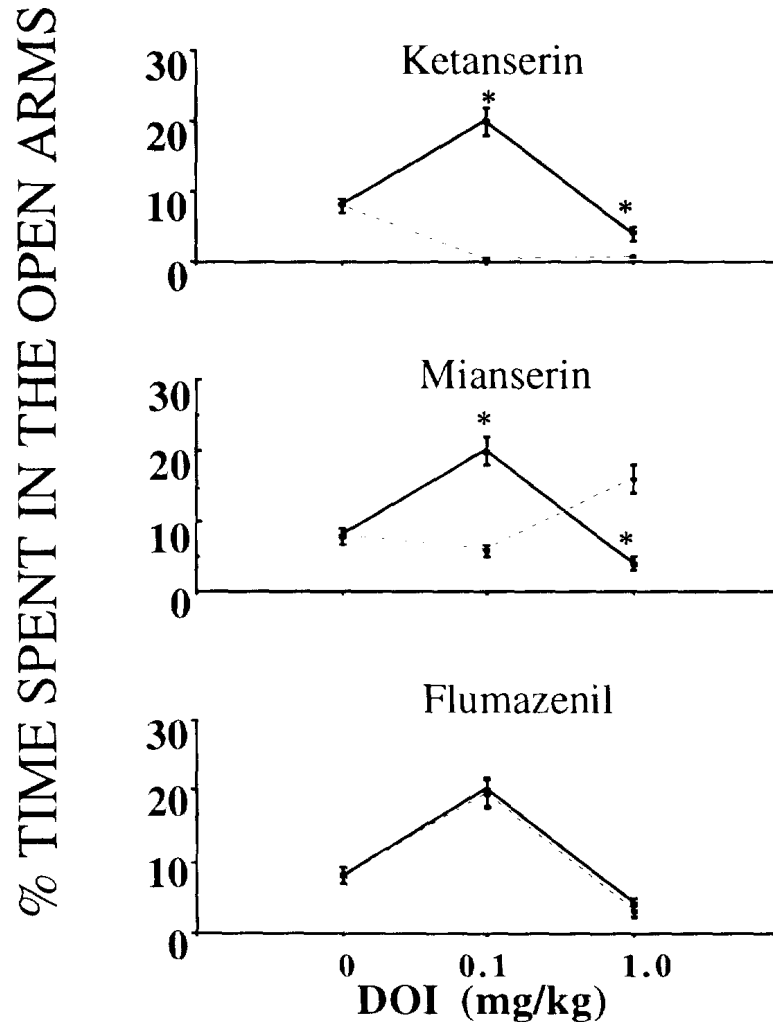 % TIME SPENT IN THE OPEN ARMS
Ketanserin
30
20
10
0
*
*
Mianserin
30
20
10
0
*
*
Flumazenil
30
20
10
0
0 0.1 1.0
DOI (mg/kg)